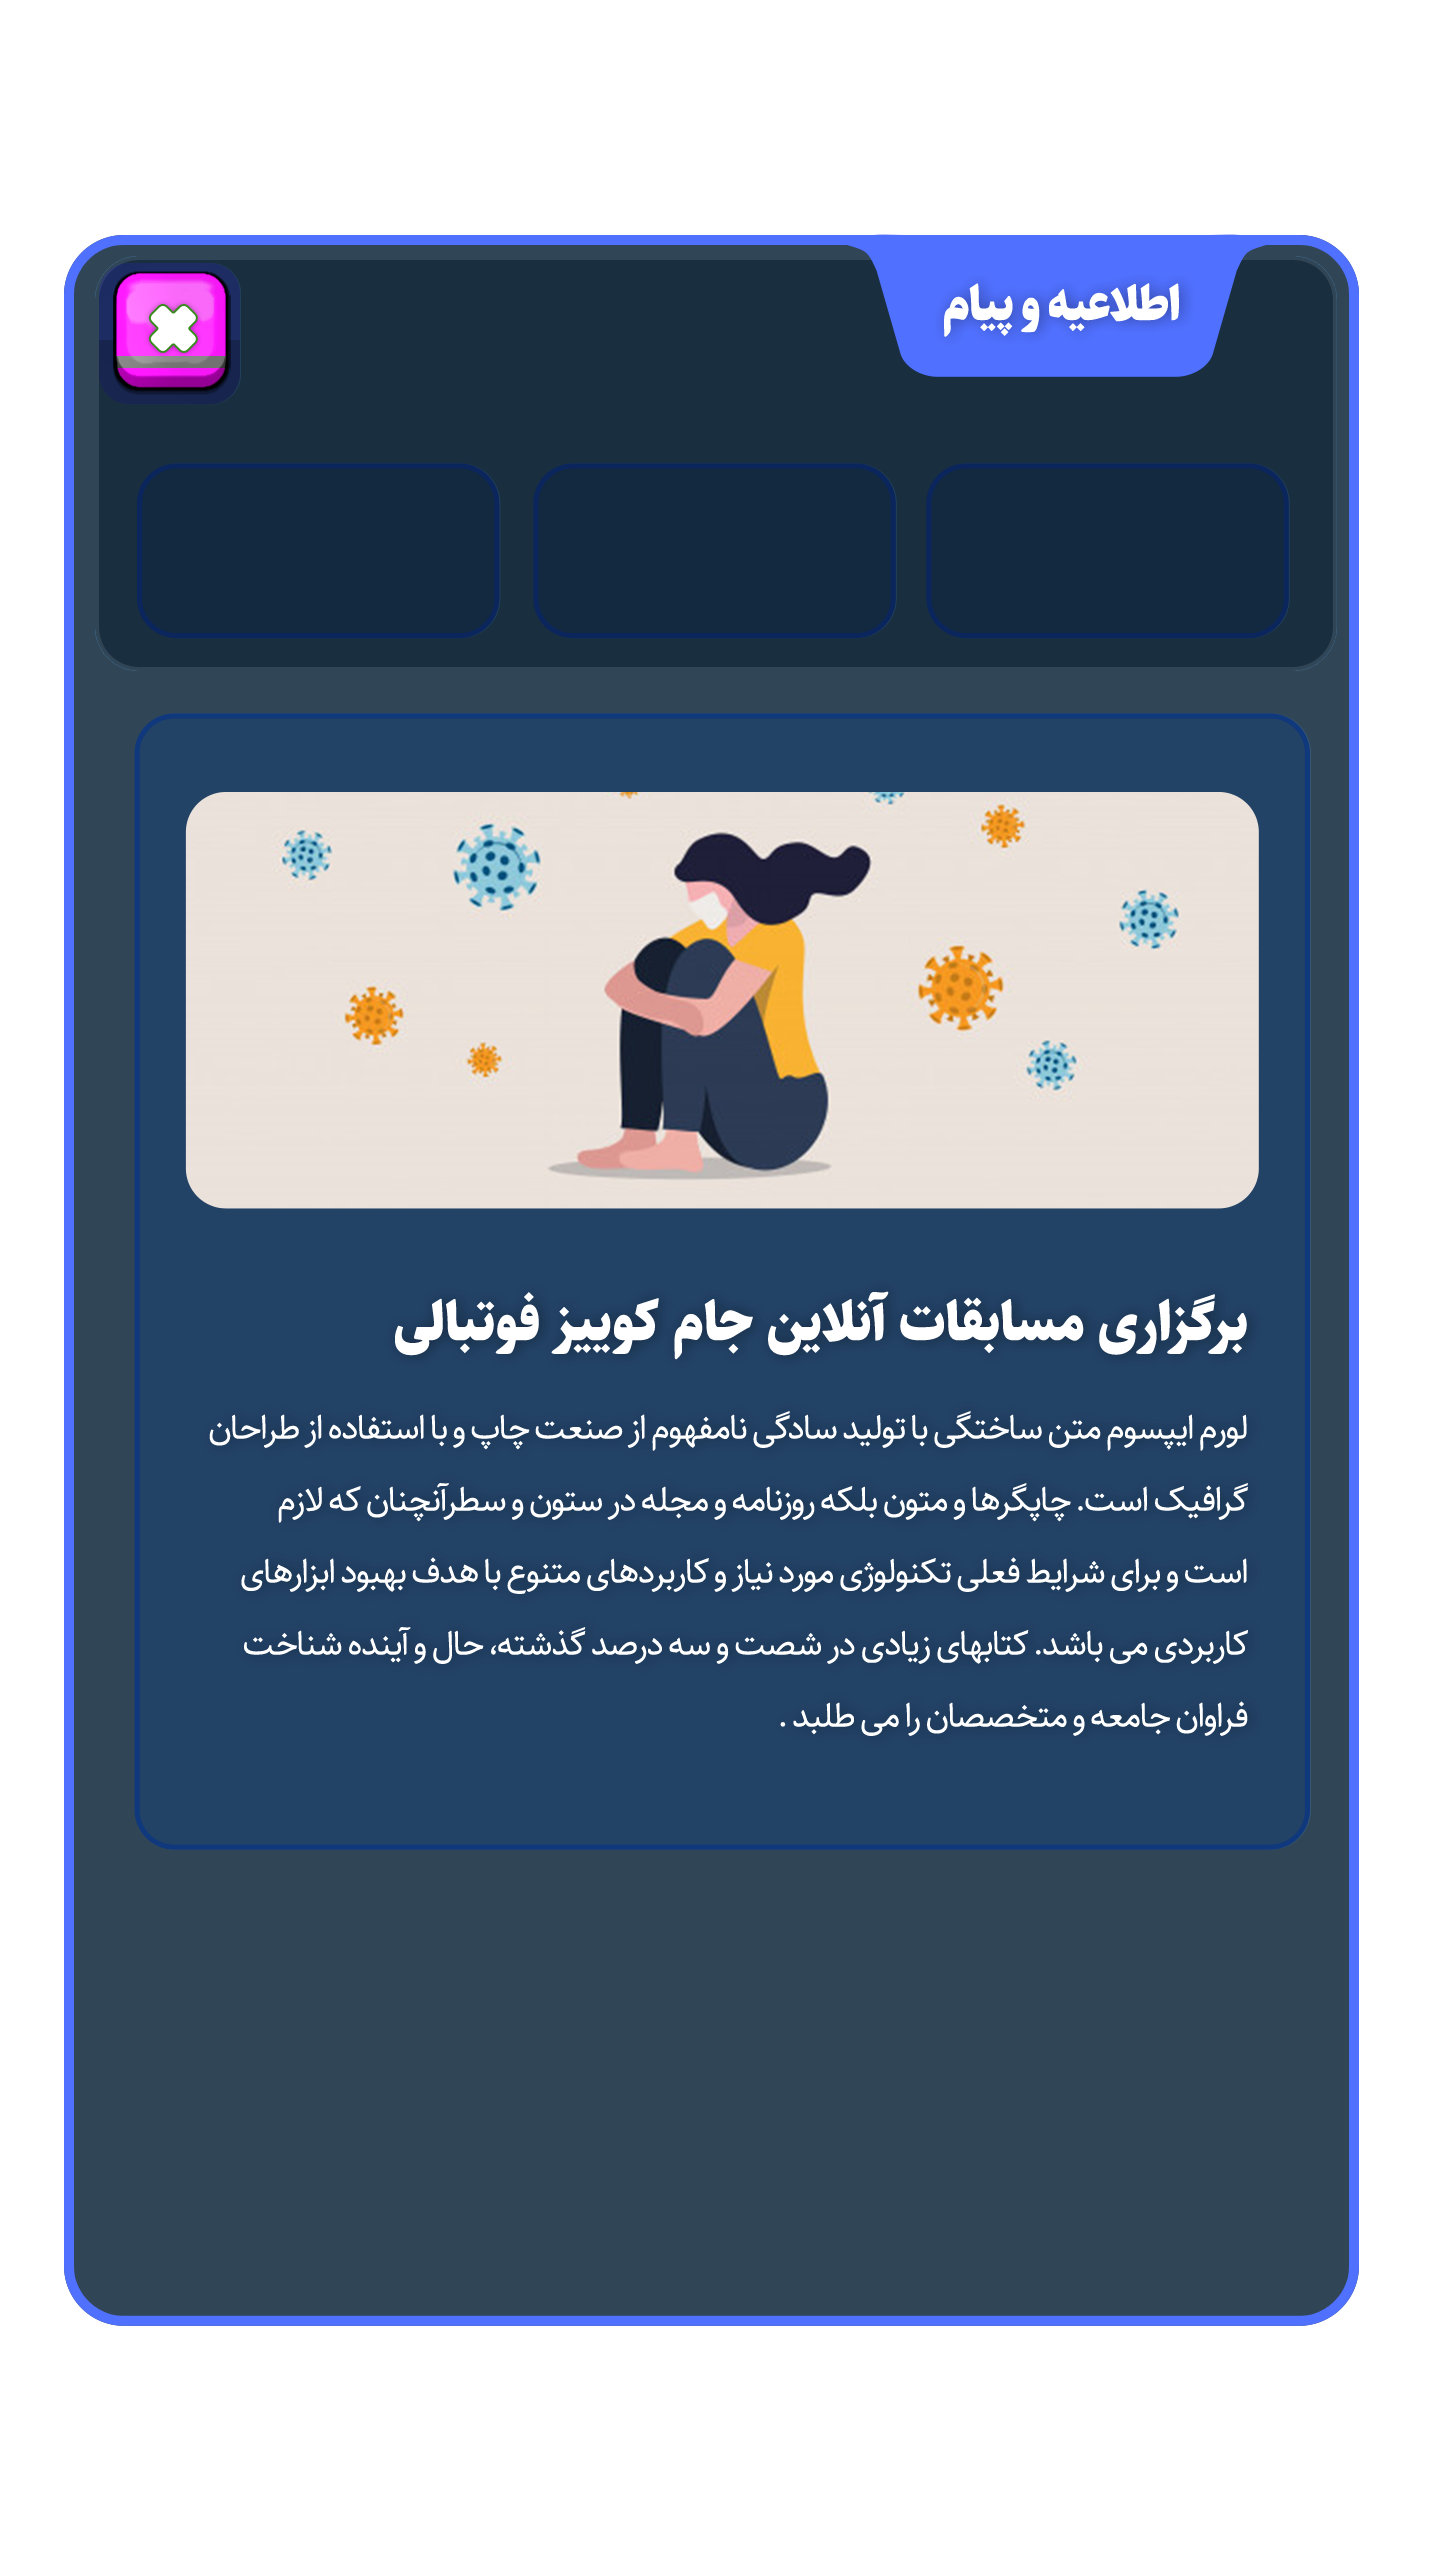 اطلاعیه و پیام
برگزاری مسابقات آنلاین جام کوییز فوتبالی
لورم ایپسوم متن ساختگی با تولید سادگی نامفهوم از صنعت چاپ و با استفاده از طراحان
گرافیک است. چاپگرها و متون بلکه روزنامه و مجله در ستون و سطرآنچنان که لازم
است و برای شرایط فعلی تکنولوژی مورد نیاز و کاربردهای متنوع با هدف بهبود ابزارهای
کاربردی می باشد. کتابهای زیادی در شصت و سه درصد گذشته، حال و آینده شناخت
فراوان جامعه و متخصصان را می طلبد .